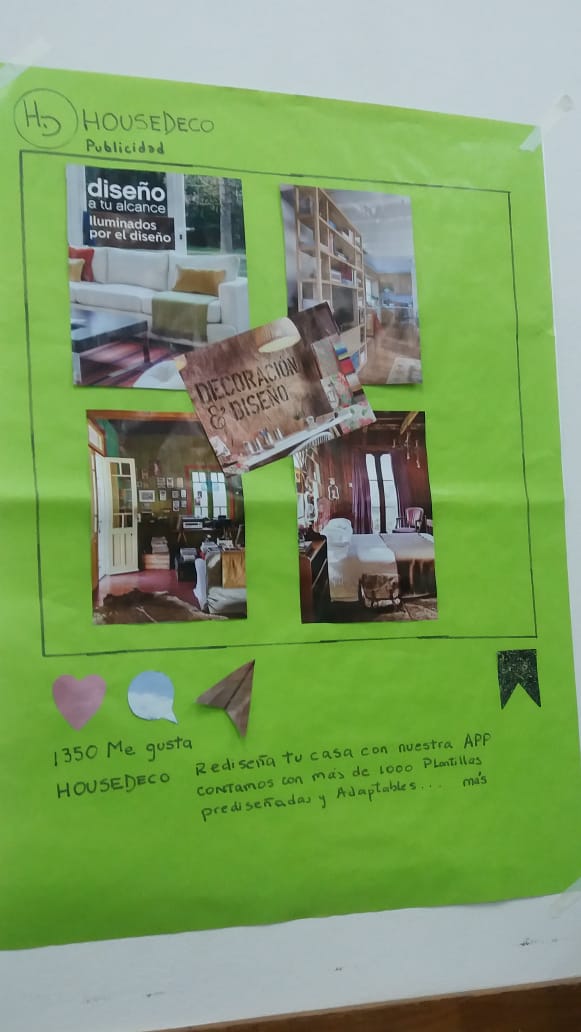 HD HOUSEDECO
Publicidad
diseño
a tu alcance
Iluminados
por el diseño
DECORACIÓN
& DISEÑO
1350 Me gusta
HOUSEDECO
Rediseña tu casa con nuestra APP
contamos con más de 1000 Plantillas
prediseñadas y Adaptables... más